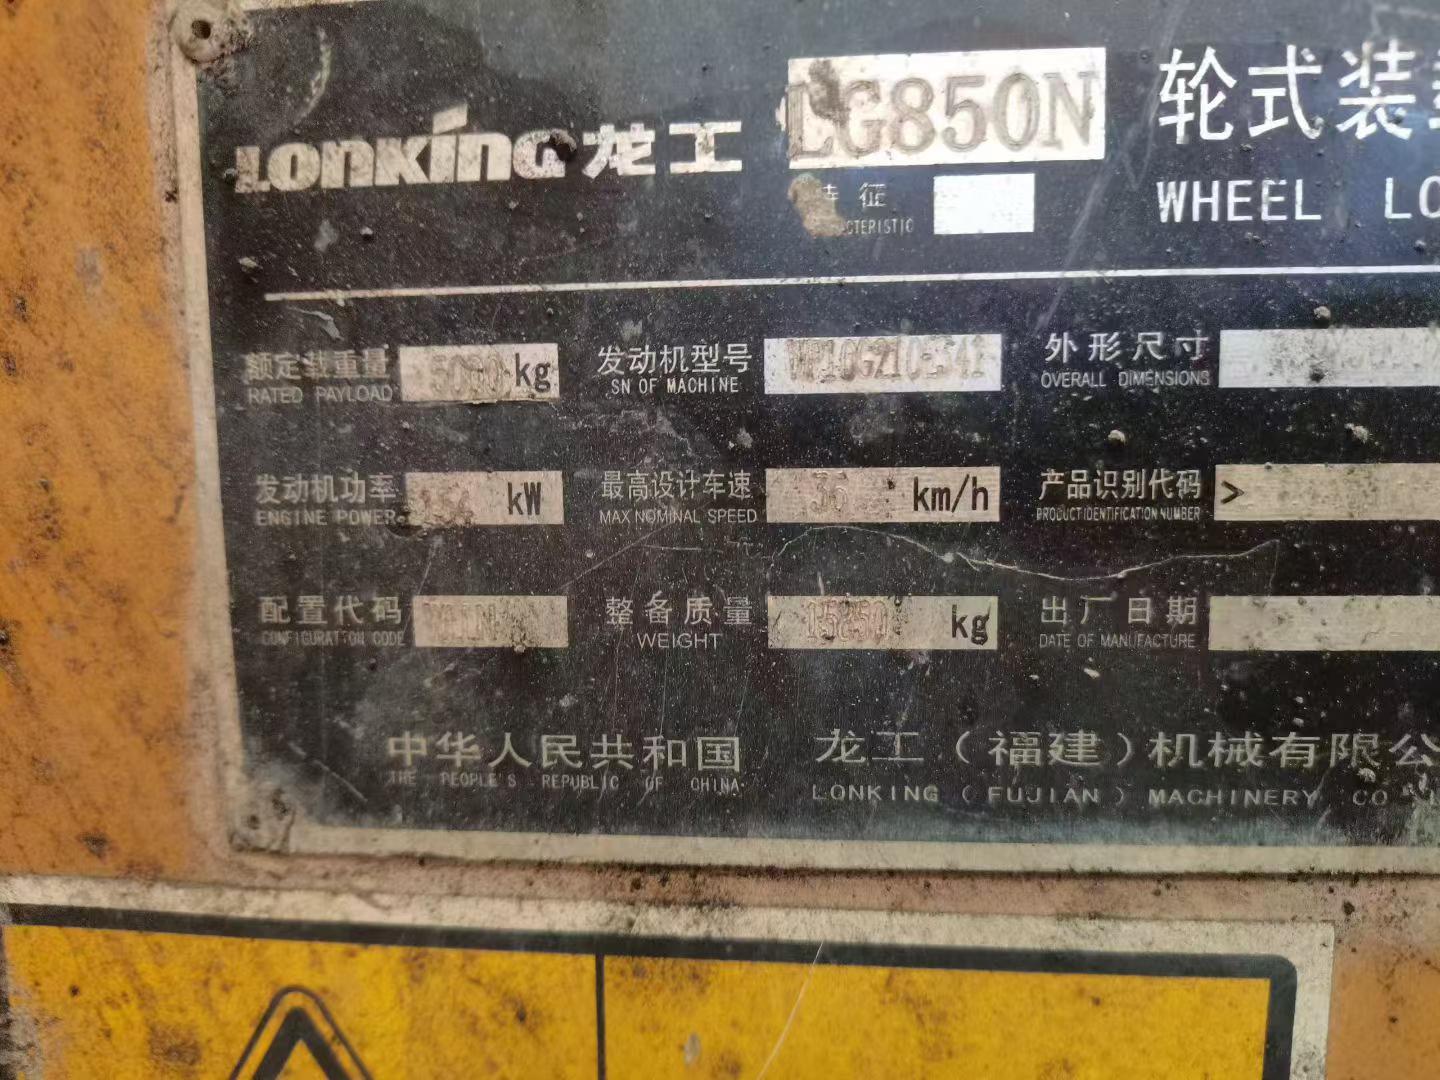 LONKING 龙工 LG850N 轮式装
WHEEL LO
特征
CTERISTIC
额定载重量 5000 kg 发动机型号 外形尺寸
RATED PAYLOAD SN OF MACHINE OVERALL DIMENSIONS
发动机功率 kW 最高设计车速 36 km/h 产品识别代码 >
ENGINE POWER MAX NOMINAL SPEED PRODUCT IDENTIFICATION NUMBER
配置代码 整备质量 kg 出厂日期
CONFIGURATION CODE WEIGHT DATE OF MANUFACTURE
中华人民共和国 龙工(福建)机械有限公
THE PEOPLE'S REPUBLIC OF CHINA LONKING (FUJIAN) MACHINERY CO